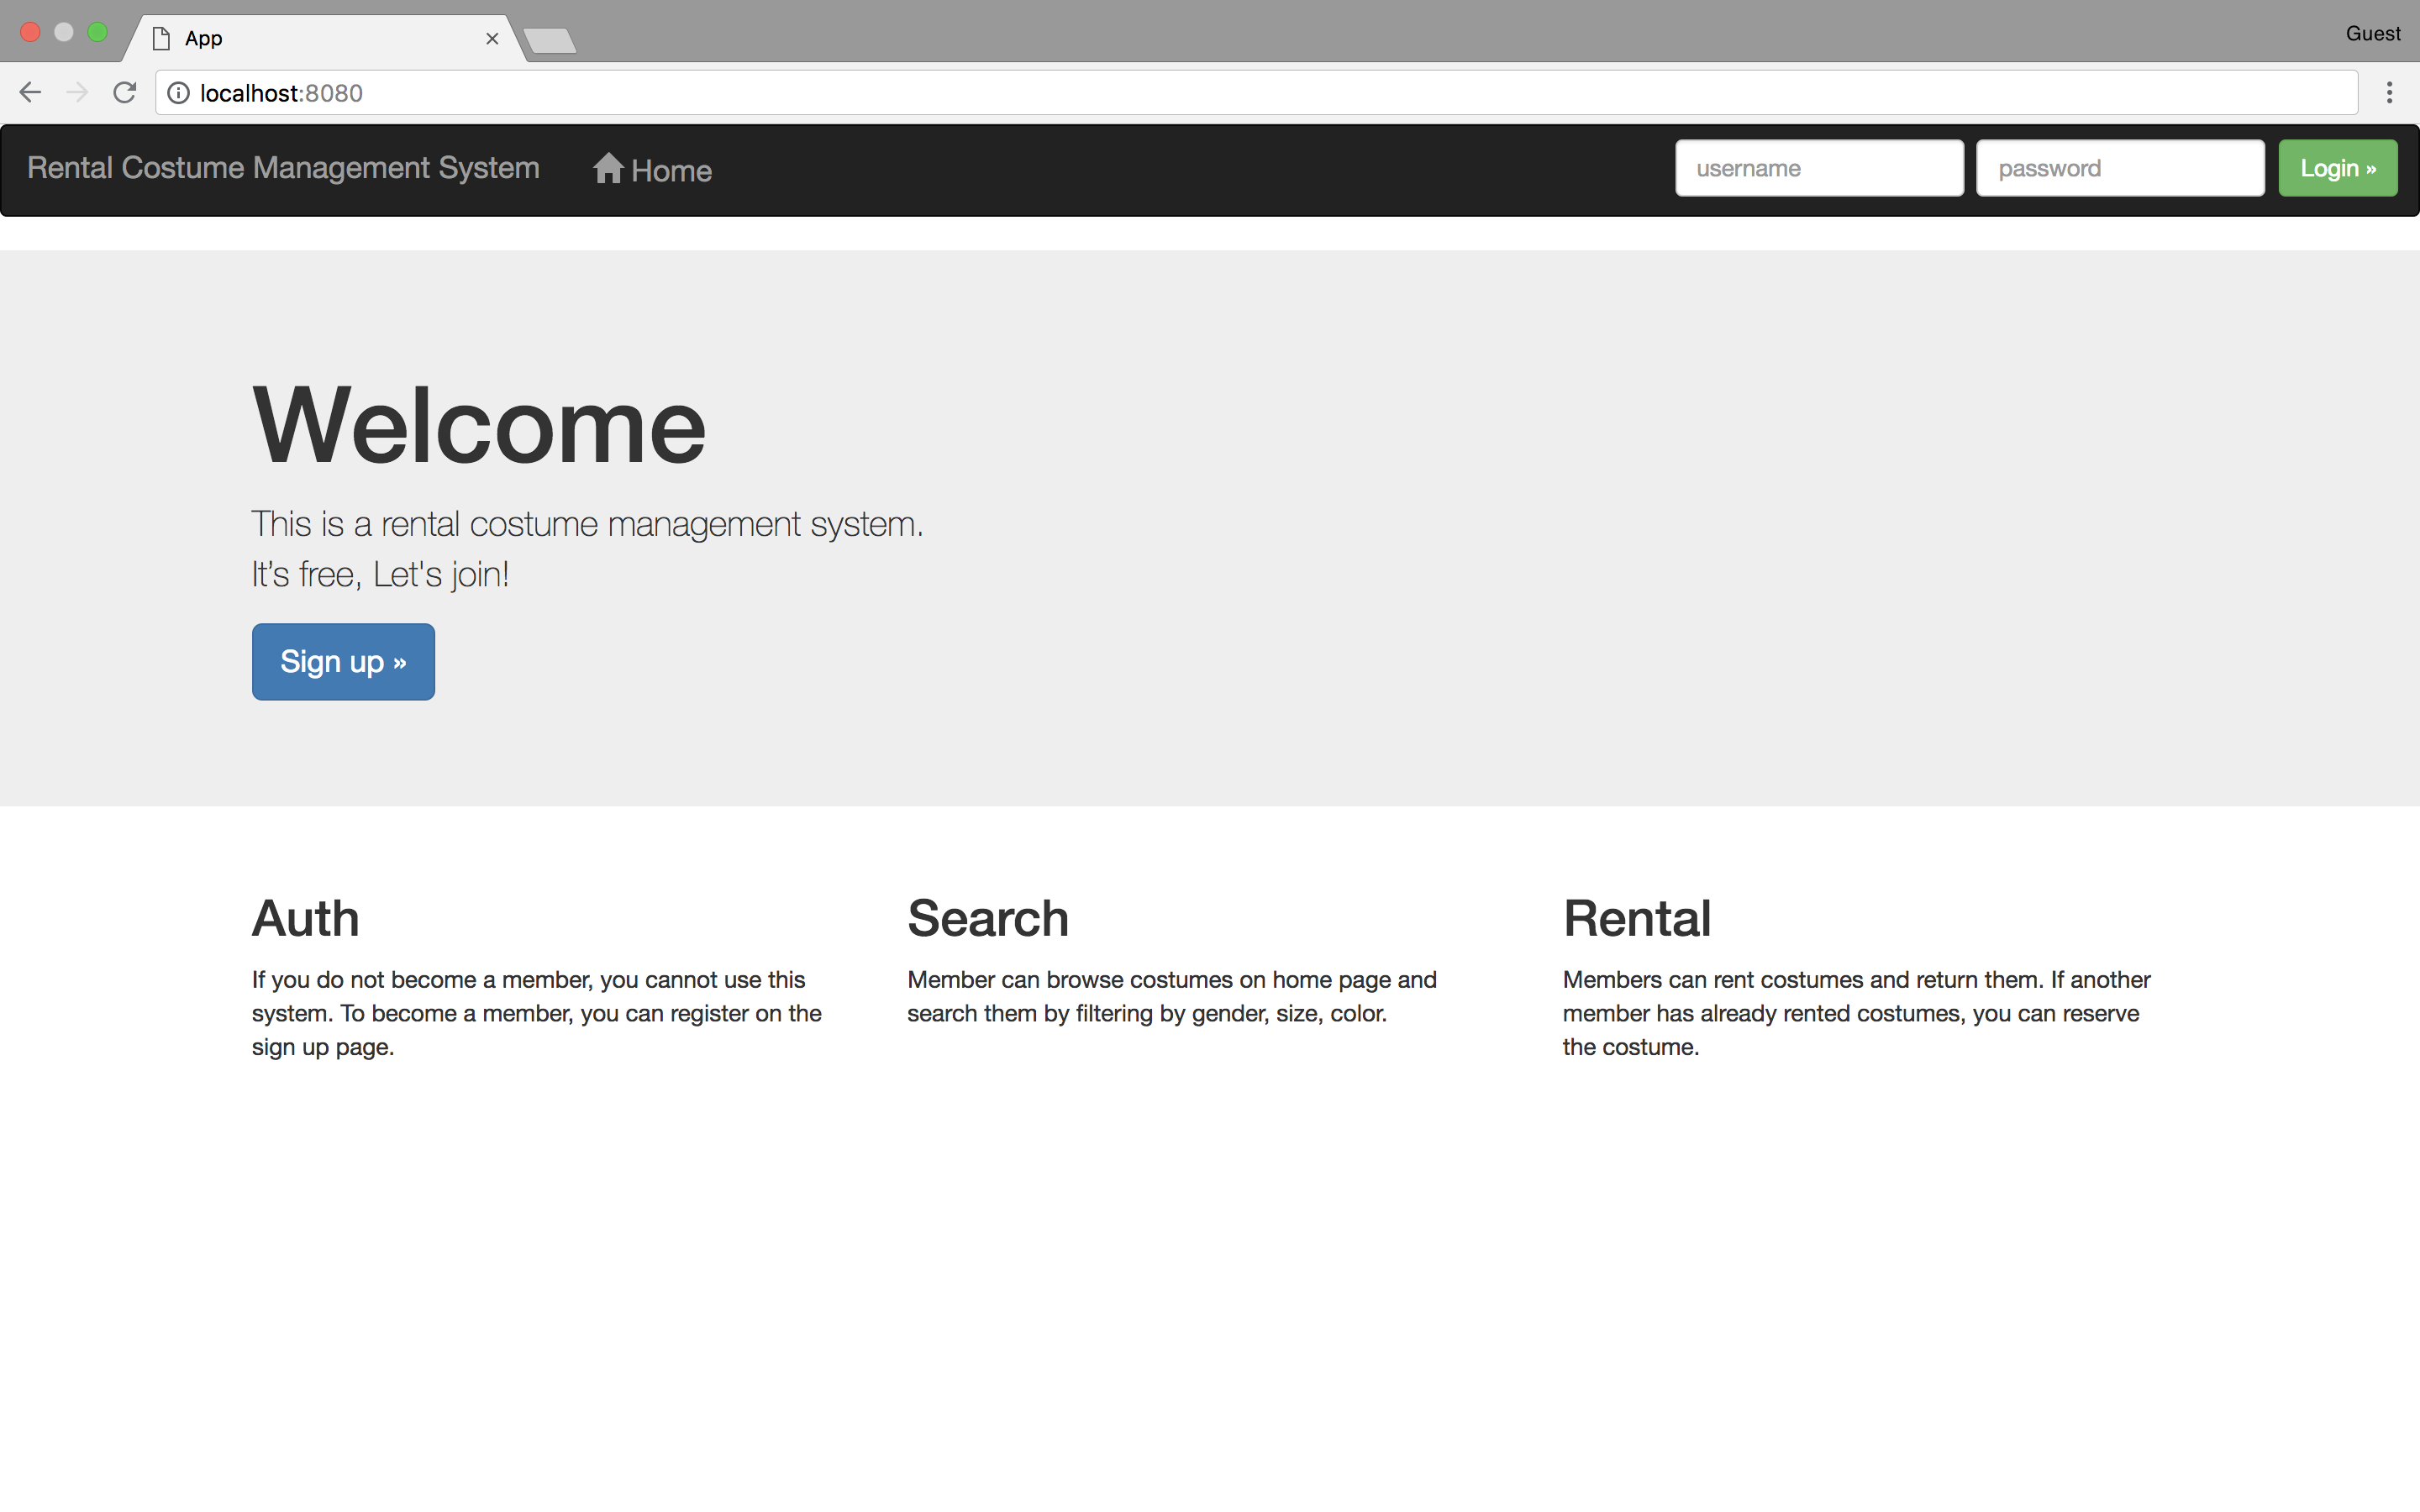 App
Guest
localhost:8080
Rental Costume Management System Home username password Login »
Welcome
This is a rental costume management system.
It’s free, Let's join!
Sign up »
Auth
If you do not become a member, you cannot use this
system. To become a member, you can register on the
sign up page.
Search
Member can browse costumes on home page and
search them by filtering by gender, size, color.
Rental
Members can rent costumes and return them. If another
member has already rented costumes, you can reserve
the costume.